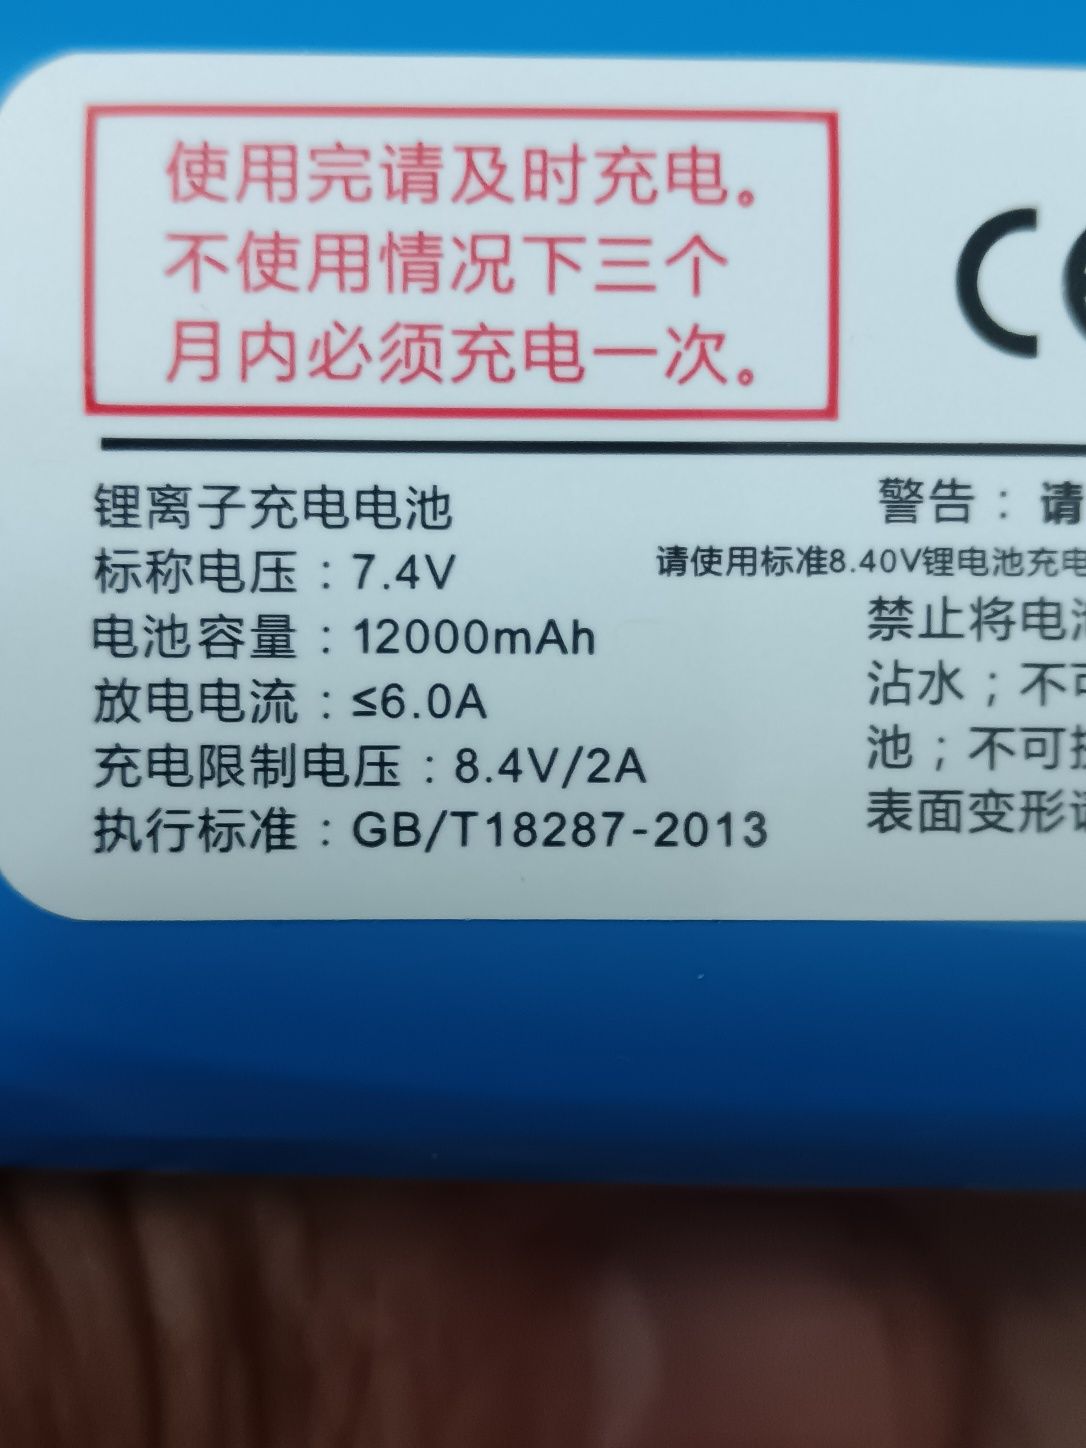 使用完请及时充电。
不使用情况下三个
月内必须充电一次。
C
锂离子充电电池
标称电压：7.4V
电池容量：12000mAh
放电电流：≤6.0A
充电限制电压：8.4V/2A
执行标准：GB/T18287-2013
警告：请
请使用标准8.40V锂电池充电
禁止将电池
沾水；不可
池；不可
表面变形